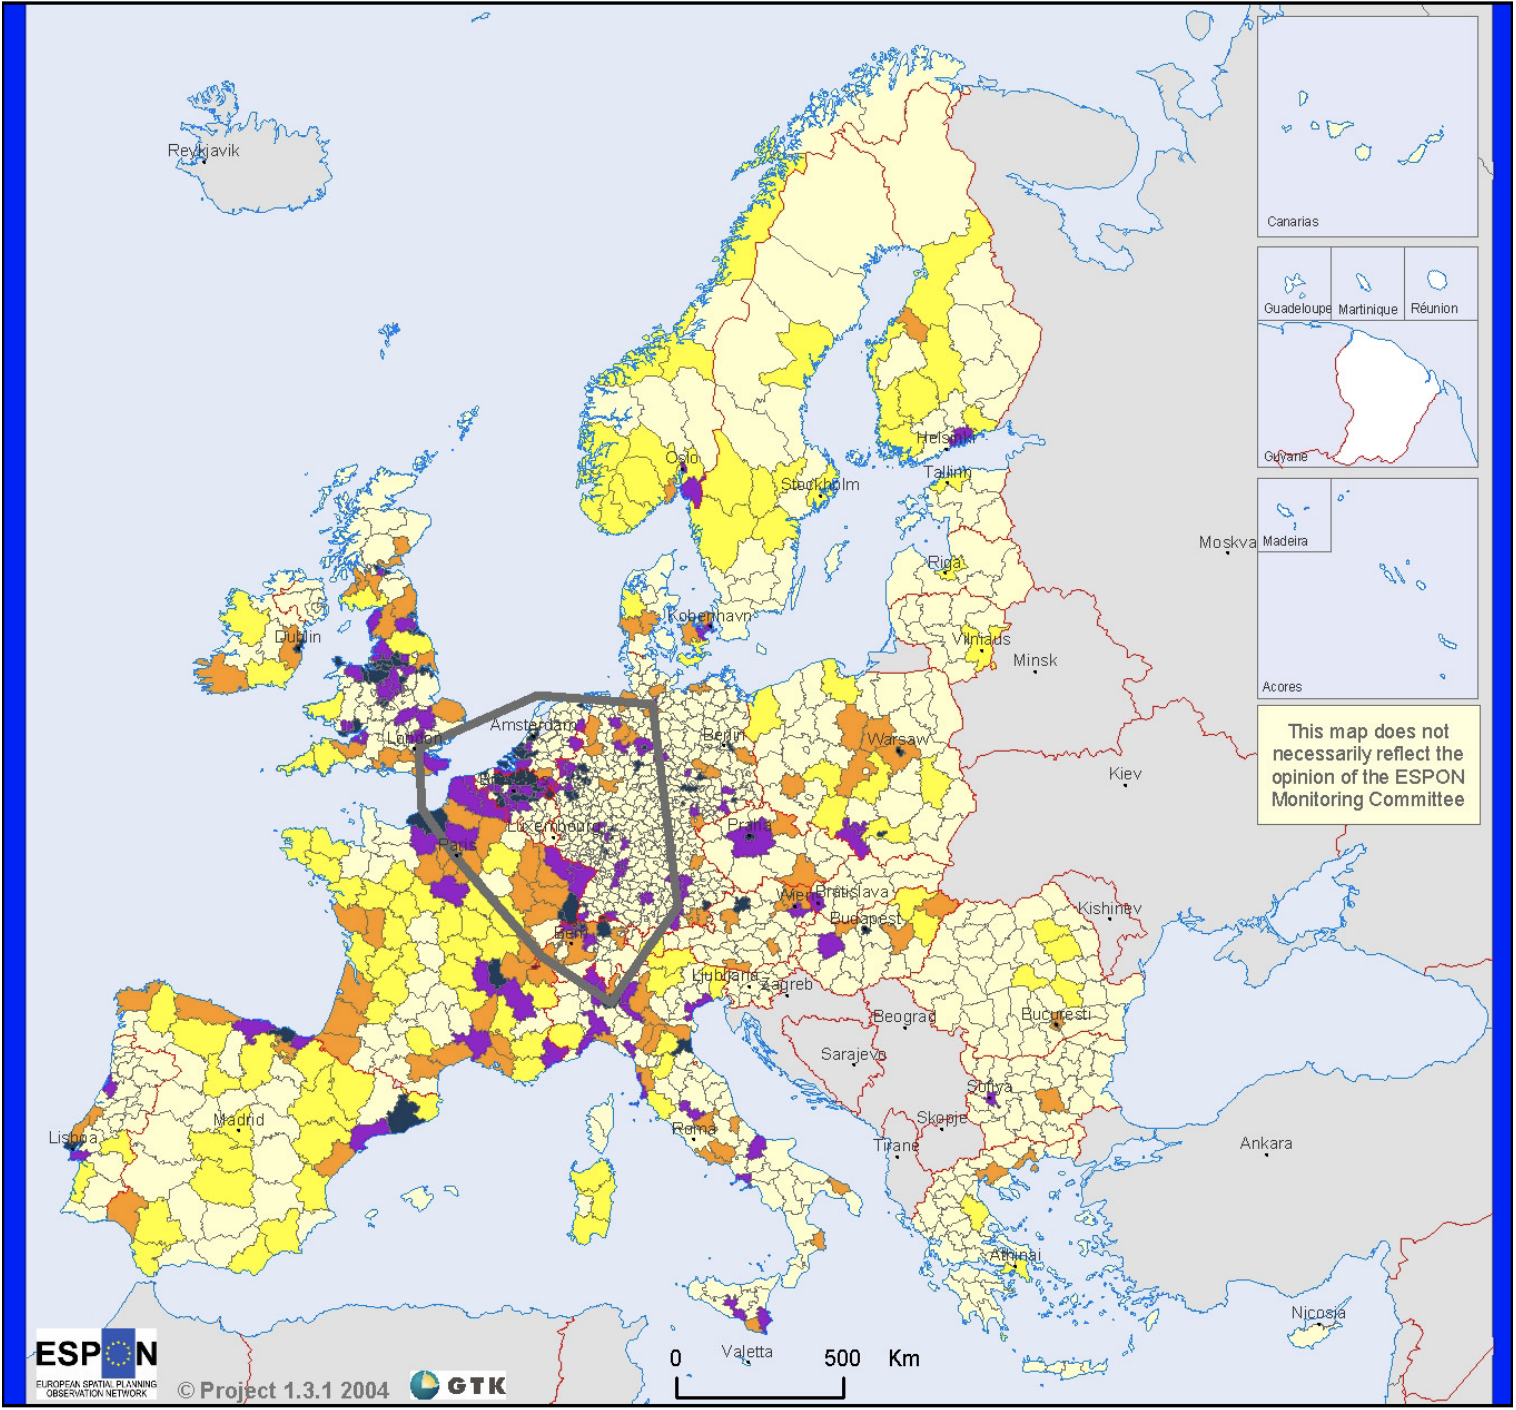 Reykjavik
Canarias
Guadeloupe
Martinique
Réunion
Guyane
Madeira
Acores
Oslo
Helsinki
Stockholm
Tallinn
Moskva
Riga
København
Dublin
Vilniaus
Minsk
This map does not
necessarily reflect the
opinion of the ESPON
Monitoring Committee
Amsterdam
London
Berlin
Warsaw
Kiev
Luxembourg
Praha
Paris
Wien
Bratislava
Kishinev
Budapest
Bern
Ljubljana
Zagreb
Bucuresti
Beograd
Sarajevo
Sofiya
Madrid
Lisboa
Roma
Skopje
Tirane
Ankara
Athinai
Nicosia
Valetta
0 500 Km
ESPON
EUROPEAN SPATIAL PLANNING
OBSERVATION NETWORK
© Project 1.3.1 2004
GTK